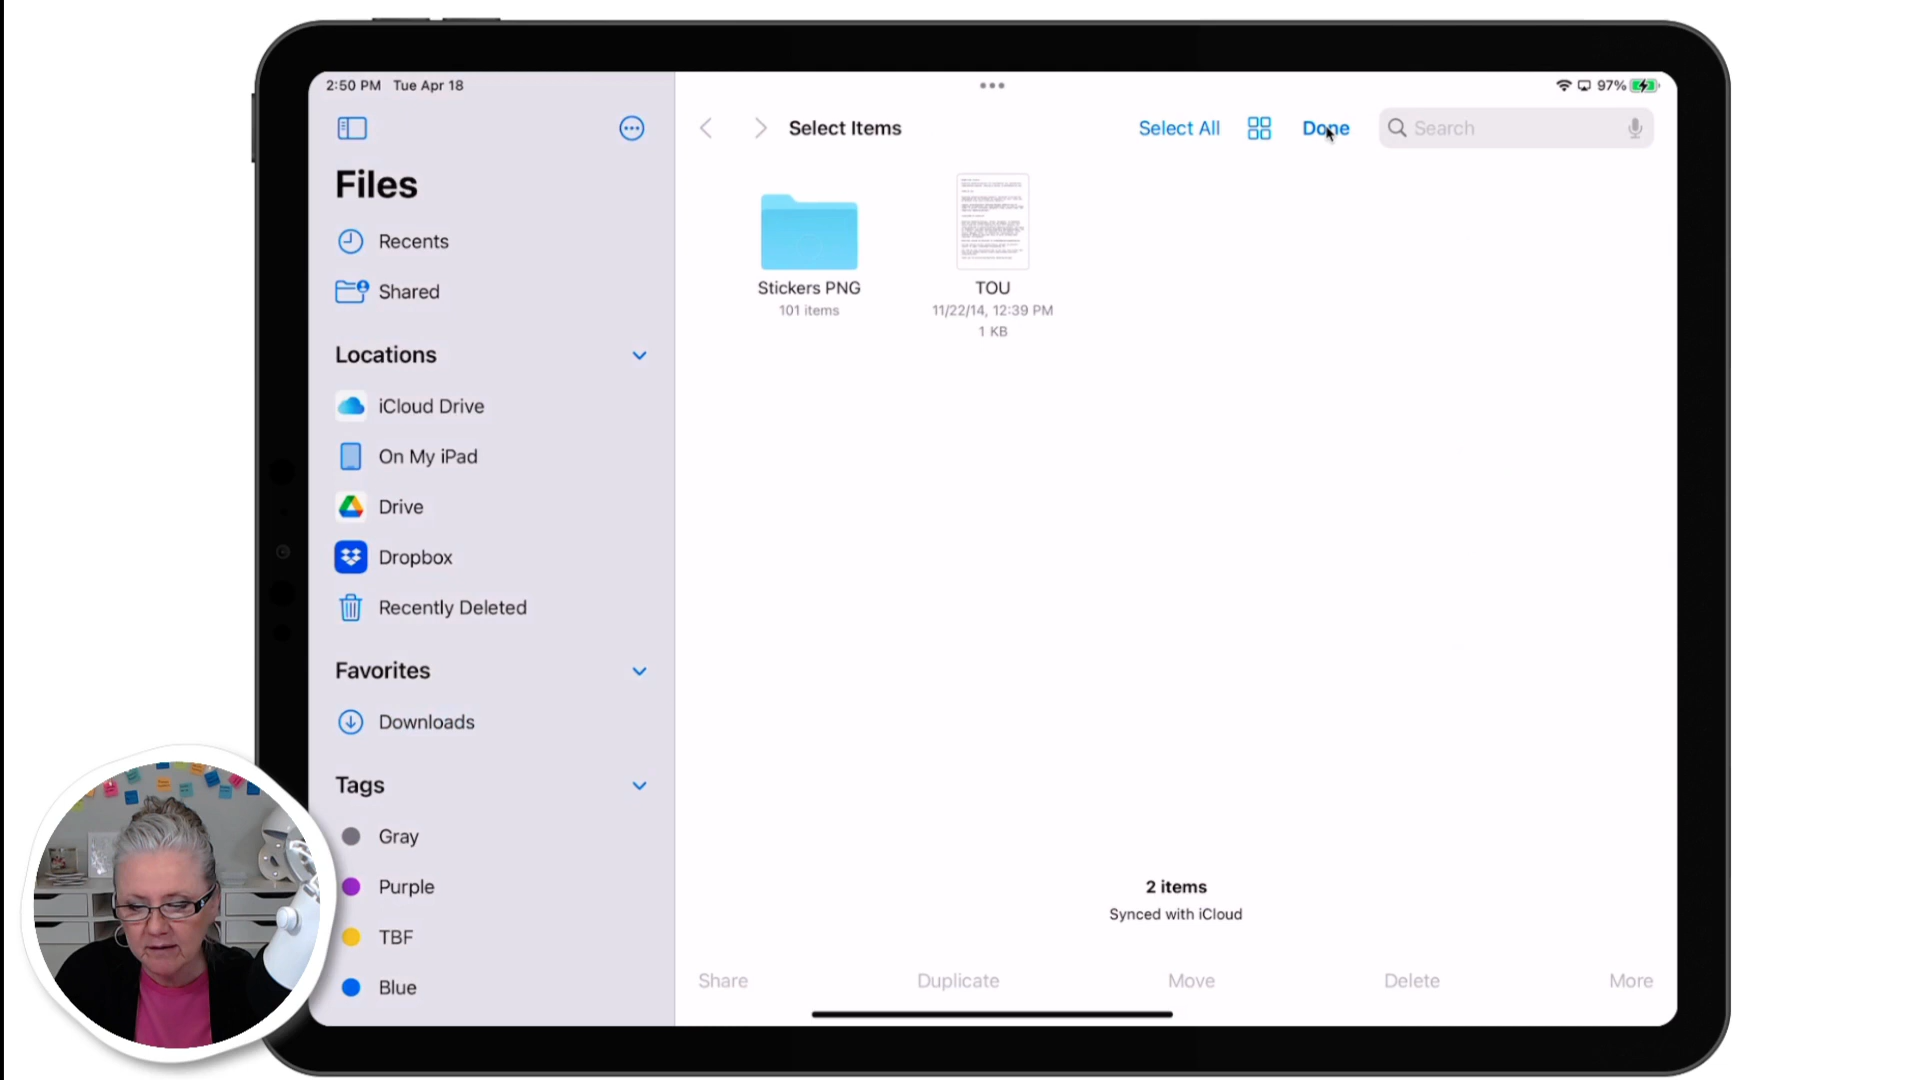 2:50 PM Tue Apr 18
97%
Files
Recents
Shared
Locations
iCloud Drive
On My iPad
Drive
Dropbox
Recently Deleted
Favorites
Downloads
Tags
Gray
Purple
TBF
Blue
Select Items
Select All
Done
Search
Stickers PNG
101 items
TOU
11/22/14, 12:39 PM
1 KB
2 items
Synced with iCloud
Share
Duplicate
Move
Delete
More